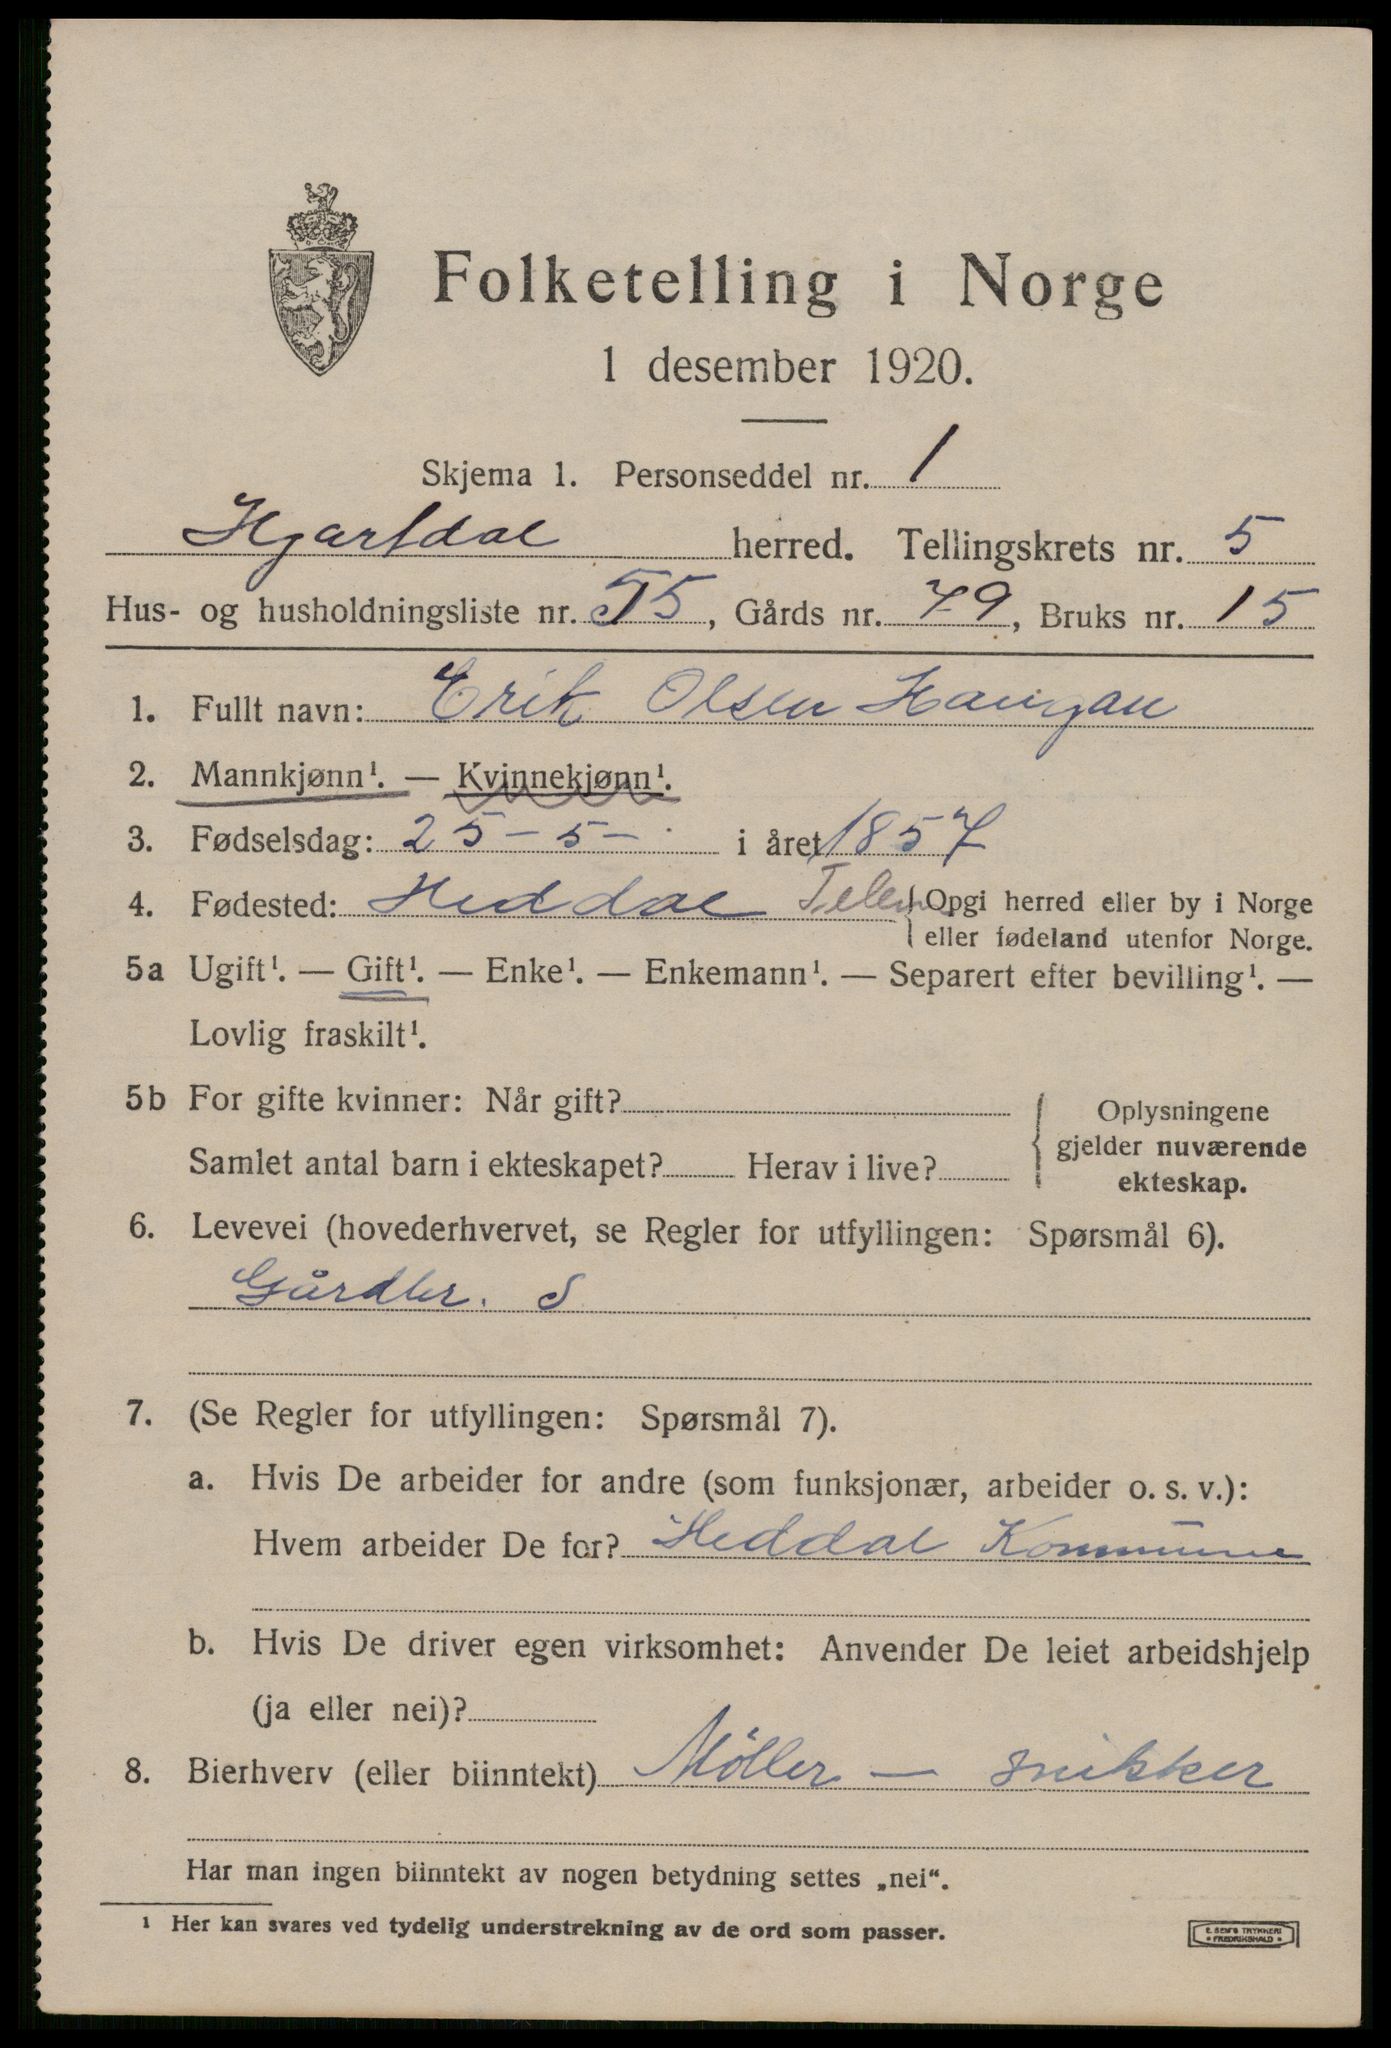 Folketelling i Norge
1 desember 1920.
Skjema 1. Personseddel nr. 1
Hjartdal herred. Tellingskrets nr. 5
Hus- og husholdningsliste nr. 55, Gårds nr. 79, Bruks nr. 15
1. Fullt navn: Erik Olsen Haugan
2. Mannkjønn¹. — Kvinnekjønn¹.
3. Fødselsdag: 25 - 5 - i året 1857
4. Fødested: Heddal Telem { Opgi herred eller by i Norge
eller fødeland utenfor Norge.
5a Ugift¹. — Gift¹. — Enke¹. — Enkemann¹. — Separert efter bevilling¹. —
Lovlig fraskilt¹.
5b For gifte kvinner: Når gift?
Samlet antal barn i ekteskapet? Herav i live?
Oplysningene
gjelder nuværende
ekteskap.
6. Levevei (hovederhvervet, se Regler for utfyllingen: Spørsmål 6).
Gårdbr. S
7. (Se Regler for utfyllingen: Spørsmål 7).
a. Hvis De arbeider for andre (som funksjonær, arbeider o. s. v.):
Hvem arbeider De for? Heddal Kommune
b. Hvis De driver egen virksomhet: Anvender De leiet arbeidshjelp
(ja eller nei)?
8. Bierhverv (eller biinntekt) Møller — snikker
Har man ingen biinntekt av nogen betydning settes „nei".
¹ Her kan svares ved tydelig understrekning av de ord som passer.
E. SEM'S TRYKKERI
• FREDRIKSHALD •